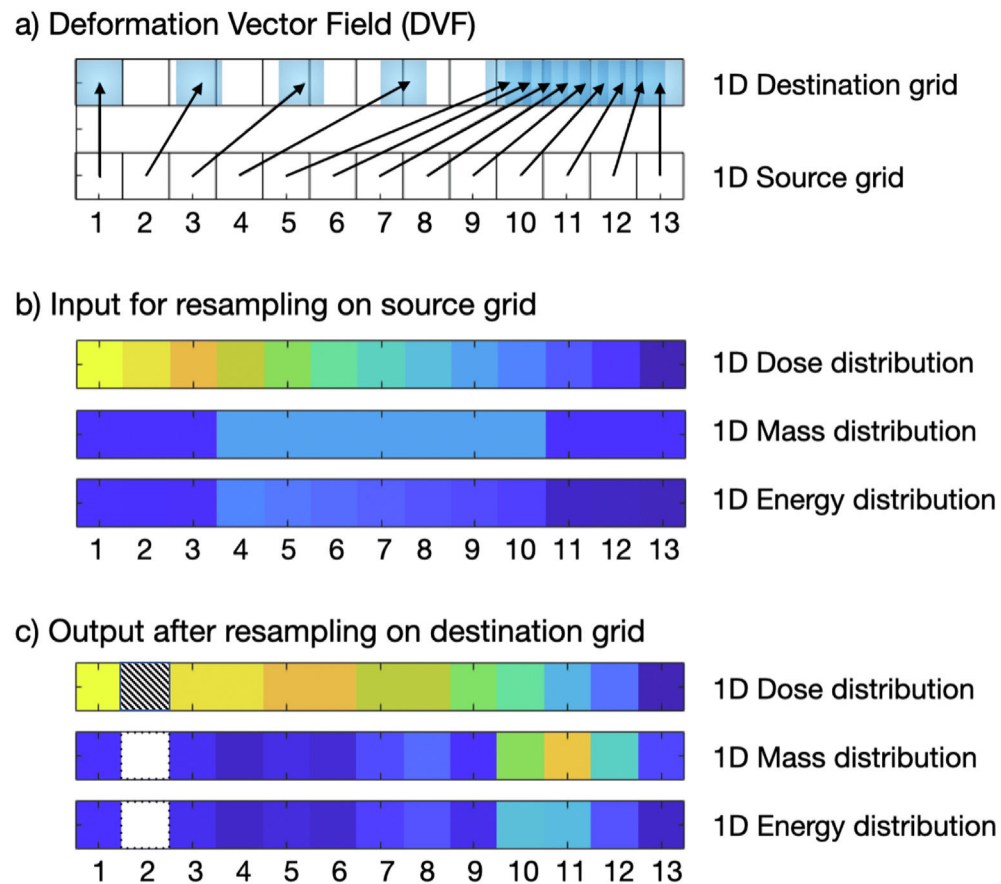 a) Deformation Vector Field (DVF)
1D Destination grid
1D Source grid
1 2 3 4 5 6 7 8 9 10 11 12 13
b) Input for resampling on source grid
1D Dose distribution
1D Mass distribution
1D Energy distribution
1 2 3 4 5 6 7 8 9 10 11 12 13
c) Output after resampling on destination grid
1D Dose distribution
1D Mass distribution
1D Energy distribution
1 2 3 4 5 6 7 8 9 10 11 12 13